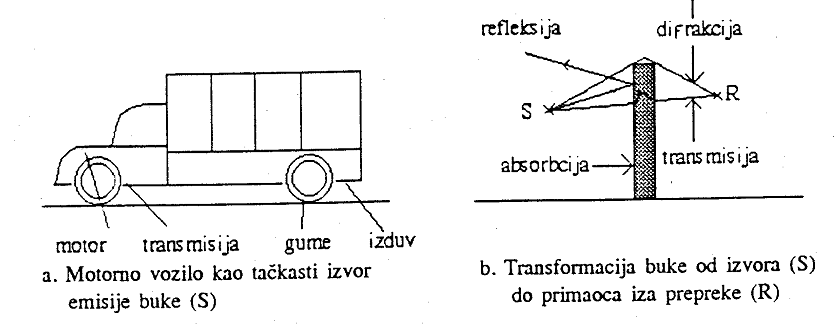 motor transmisija gume izduv
a. Motorno vozilo kao tačkasti izvor
emisije buke (S)
refleksija difrakcija
S R
absorbcija transmisija
b. Transformacija buke od izvora (S)
do primaoca iza prepreke (R)